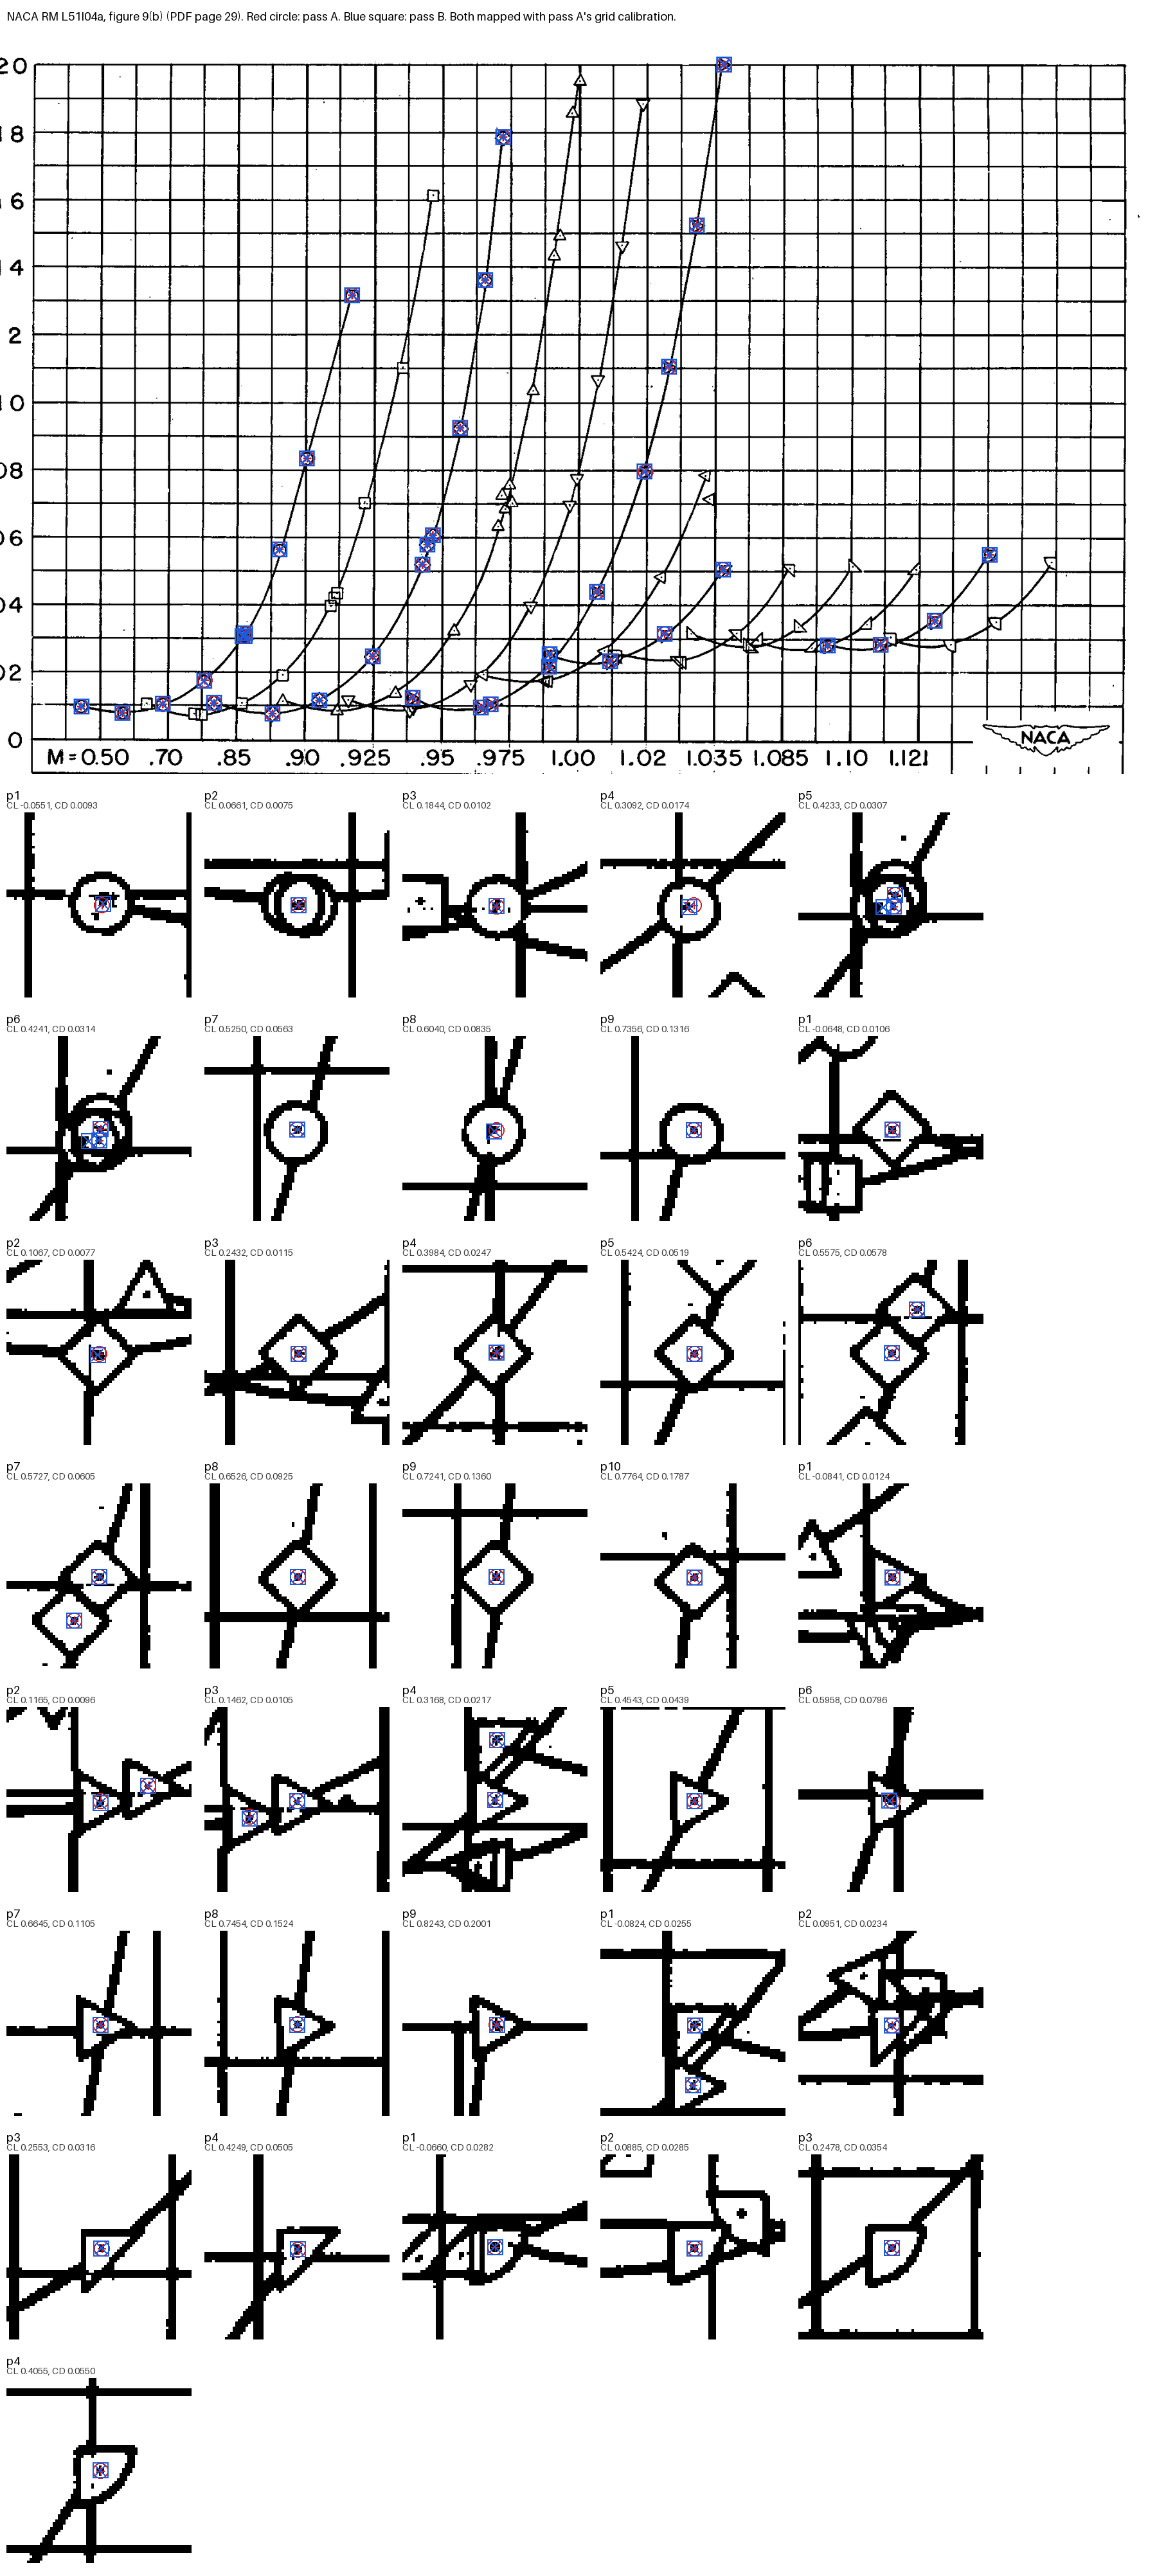 NACA RM L51I04a, figure 9(b) (PDF page 29). Red circle: pass A. Blue square: pass B. Both mapped with pass A's grid calibration.
20
18
16
14
12
10
08
06
04
02
0
M = 0.50 .70 .85 .90 .925 .95 .975 1.00 1.02 1.035 1.085 1.10 1.121
NACA
p1 p2 p3 p4 p5
CL -0.0551, CD 0.0093 CL 0.0661, CD 0.0075 CL 0.1844, CD 0.0102 CL 0.3092, CD 0.0174 CL 0.4233, CD 0.0307
p6 p7 p8 p9 p1
CL 0.4241, CD 0.0314 CL 0.5250, CD 0.0563 CL 0.6040, CD 0.0835 CL 0.7356, CD 0.1316 CL -0.0648, CD 0.0106
p2 p3 p4 p5 p6
CL 0.1067, CD 0.0077 CL 0.2432, CD 0.0115 CL 0.3984, CD 0.0247 CL 0.5424, CD 0.0519 CL 0.5575, CD 0.0578
p7 p8 p9 p10 p1
CL 0.5727, CD 0.0605 CL 0.6526, CD 0.0925 CL 0.7241, CD 0.1360 CL 0.7764, CD 0.1787 CL -0.0841, CD 0.0124
p2 p3 p4 p5 p6
CL 0.1165, CD 0.0096 CL 0.1462, CD 0.0105 CL 0.3168, CD 0.0217 CL 0.4543, CD 0.0439 CL 0.5958, CD 0.0796
p7 p8 p9 p1 p2
CL 0.6645, CD 0.1105 CL 0.7454, CD 0.1524 CL 0.8243, CD 0.2001 CL -0.0824, CD 0.0255 CL 0.0951, CD 0.0234
p3 p4 p1 p2 p3
CL 0.2553, CD 0.0316 CL 0.4249, CD 0.0505 CL -0.0660, CD 0.0282 CL 0.0885, CD 0.0285 CL 0.2478, CD 0.0354
p4
CL 0.4055, CD 0.0550